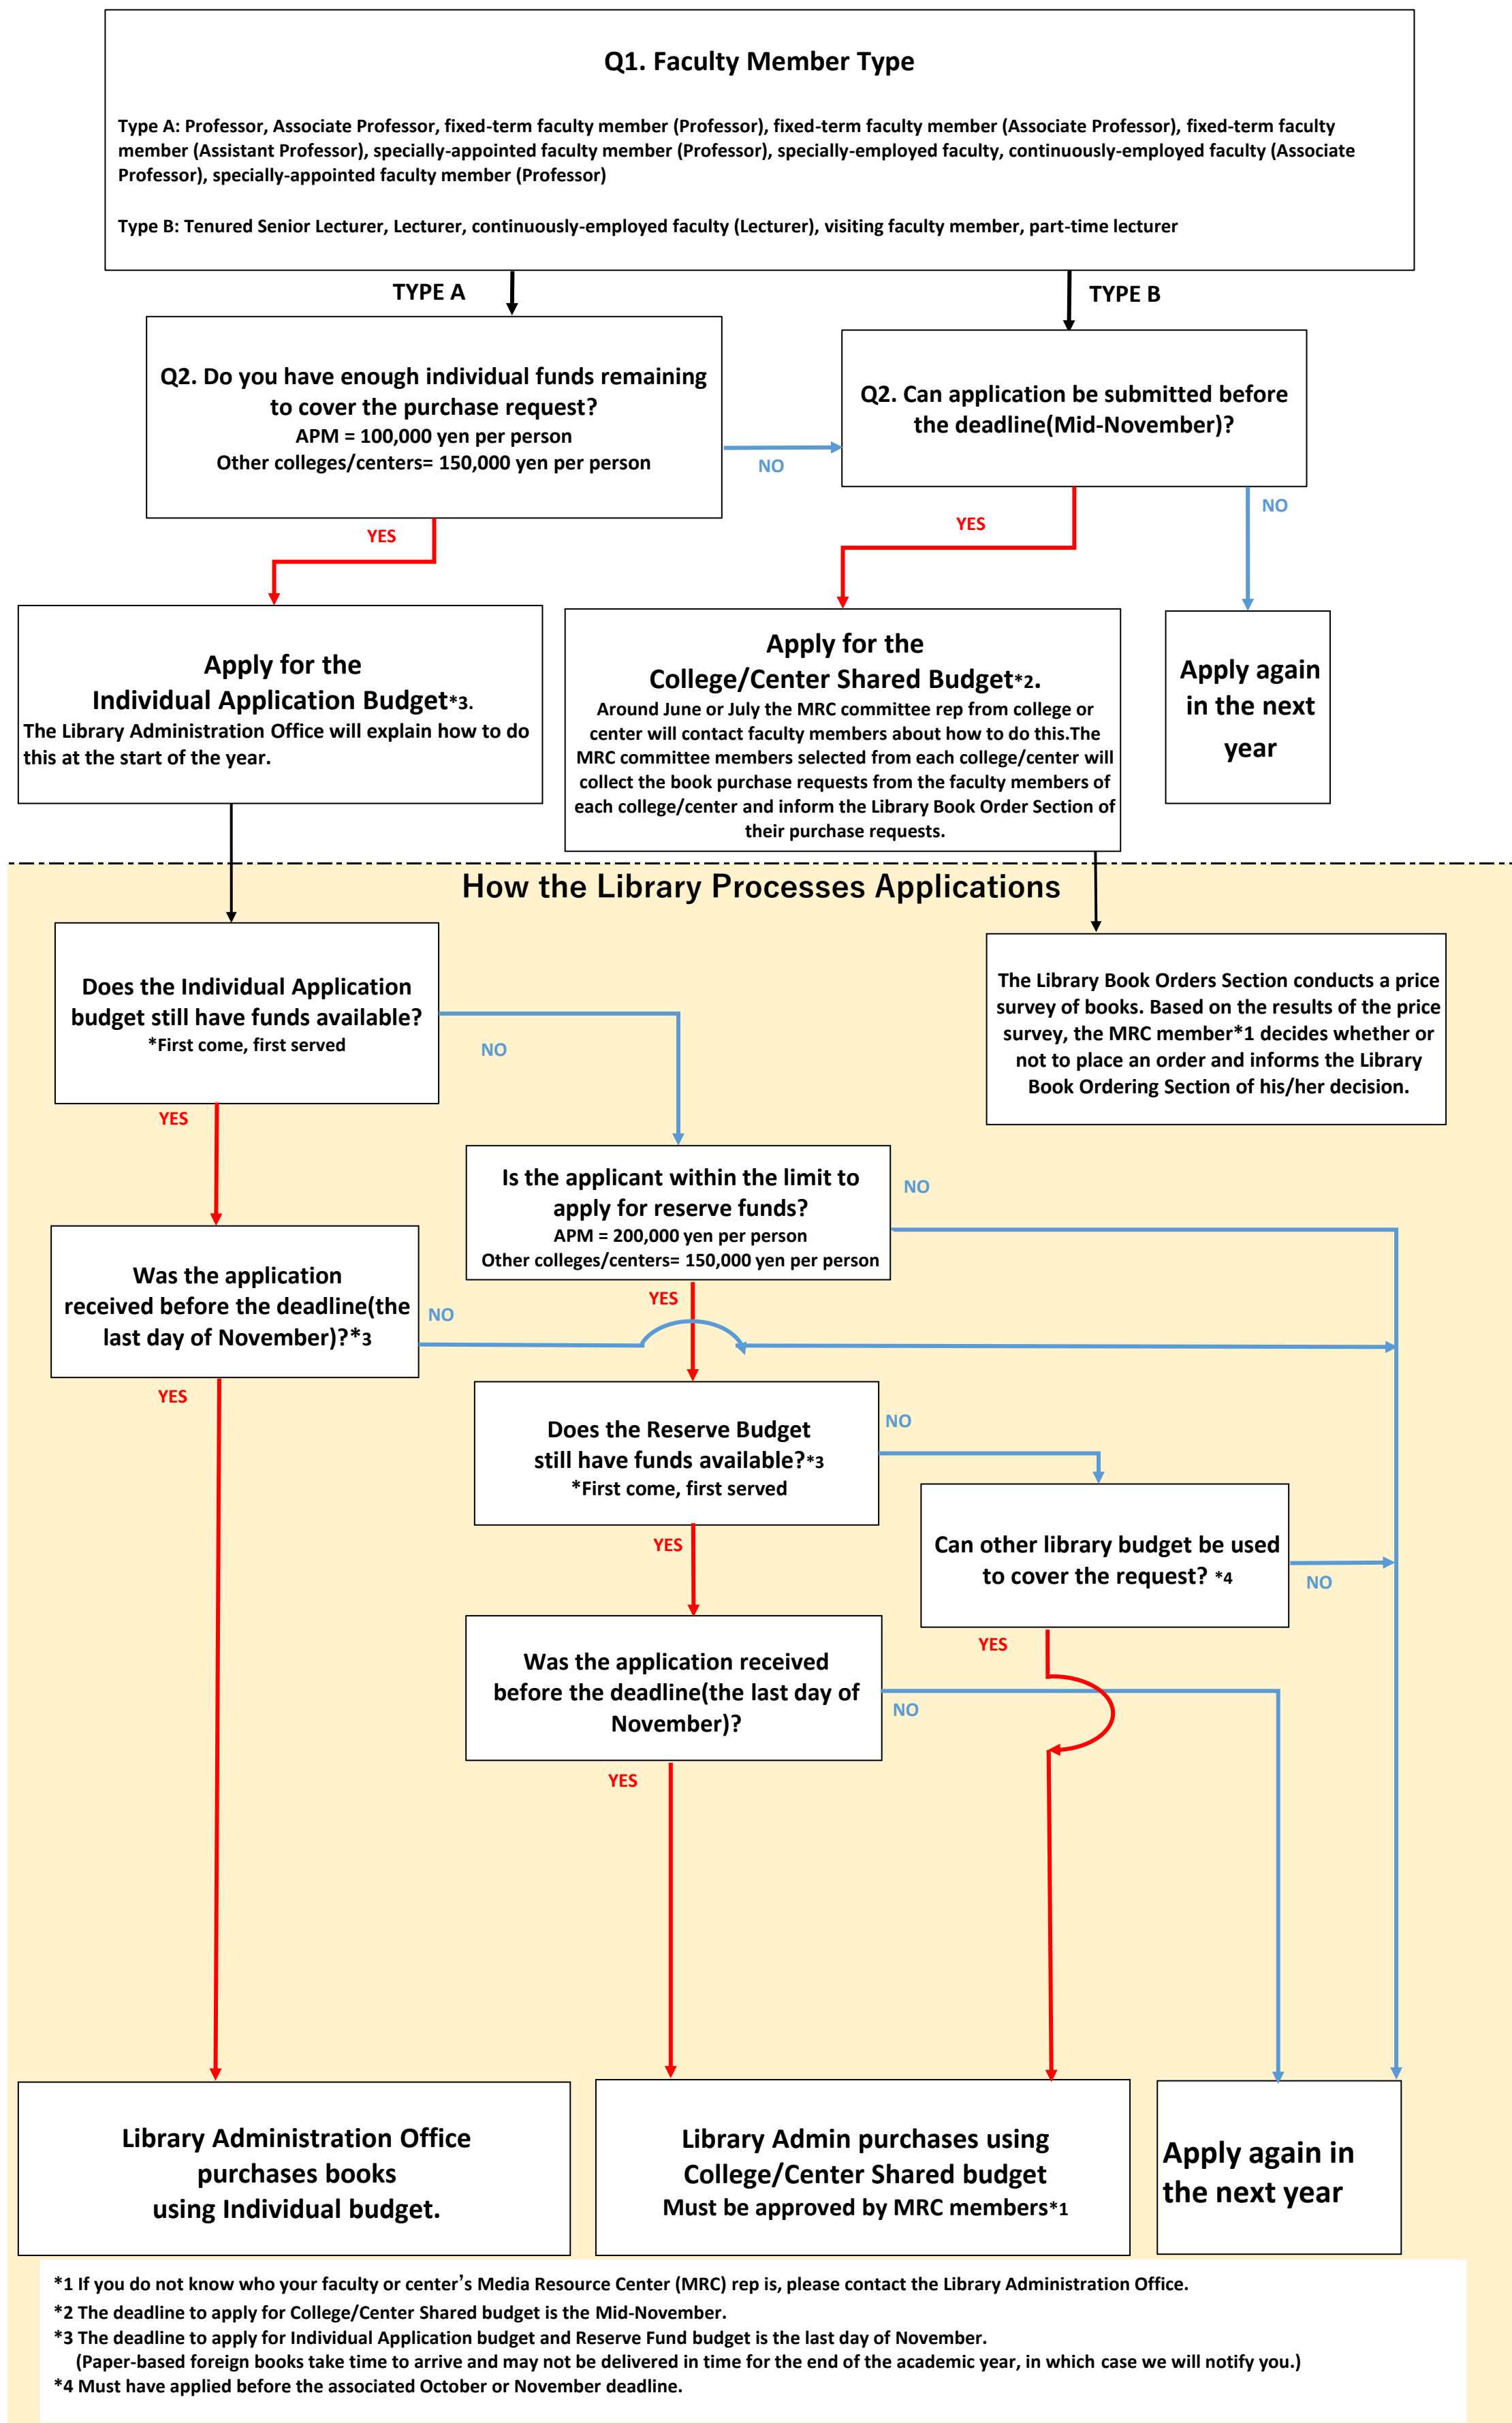 Q1. Faculty Member Type
Type A: Professor, Associate Professor, fixed-term faculty member (Professor), fixed-term faculty member (Associate Professor), fixed-term faculty
member (Assistant Professor), specially-appointed faculty member (Professor), specially-employed faculty, continuously-employed faculty (Associate
Professor), specially-appointed faculty member (Professor)
Type B: Tenured Senior Lecturer, Lecturer, continuously-employed faculty (Lecturer), visiting faculty member, part-time lecturer
TYPE A
TYPE B
Q2. Do you have enough individual funds remaining
to cover the purchase request?
APM = 100,000 yen per person
Other colleges/centers= 150,000 yen per person
NO
Q2. Can application be submitted before
the deadline(Mid-November)?
YES
YES
NO
Apply for the
Individual Application Budget*3.
The Library Administration Office will explain how to do
this at the start of the year.
Apply for the
College/Center Shared Budget*2.
Around June or July the MRC committee rep from college or
center will contact faculty members about how to do this.The
MRC committee members selected from each college/center will
collect the book purchase requests from the faculty members of
each college/center and inform the Library Book Order Section of
their purchase requests.
Apply again
in the next
year
How the Library Processes Applications
Does the Individual Application
budget still have funds available?
*First come, first served
NO
YES
The Library Book Orders Section conducts a price
survey of books. Based on the results of the price
survey, the MRC member*1 decides whether or
not to place an order and informs the Library
Book Ordering Section of his/her decision.
Is the applicant within the limit to
apply for reserve funds?
APM = 200,000 yen per person
Other colleges/centers= 150,000 yen per person
NO
YES
Was the application
received before the deadline(the
last day of November)?*3
NO
YES
Does the Reserve Budget
still have funds available?*3
*First come, first served
NO
YES
Can other library budget be used
to cover the request? *4
NO
YES
Was the application received
before the deadline(the last day of
November)?
NO
YES
Library Administration Office
purchases books
using Individual budget.
Library Admin purchases using
College/Center Shared budget
Must be approved by MRC members*1
Apply again in
the next year
*1 If you do not know who your faculty or center's Media Resource Center (MRC) rep is, please contact the Library Administration Office.
*2 The deadline to apply for College/Center Shared budget is the Mid-November.
*3 The deadline to apply for Individual Application budget and Reserve Fund budget is the last day of November.
(Paper-based foreign books take time to arrive and may not be delivered in time for the end of the academic year, in which case we will notify you.)
*4 Must have applied before the associated October or November deadline.